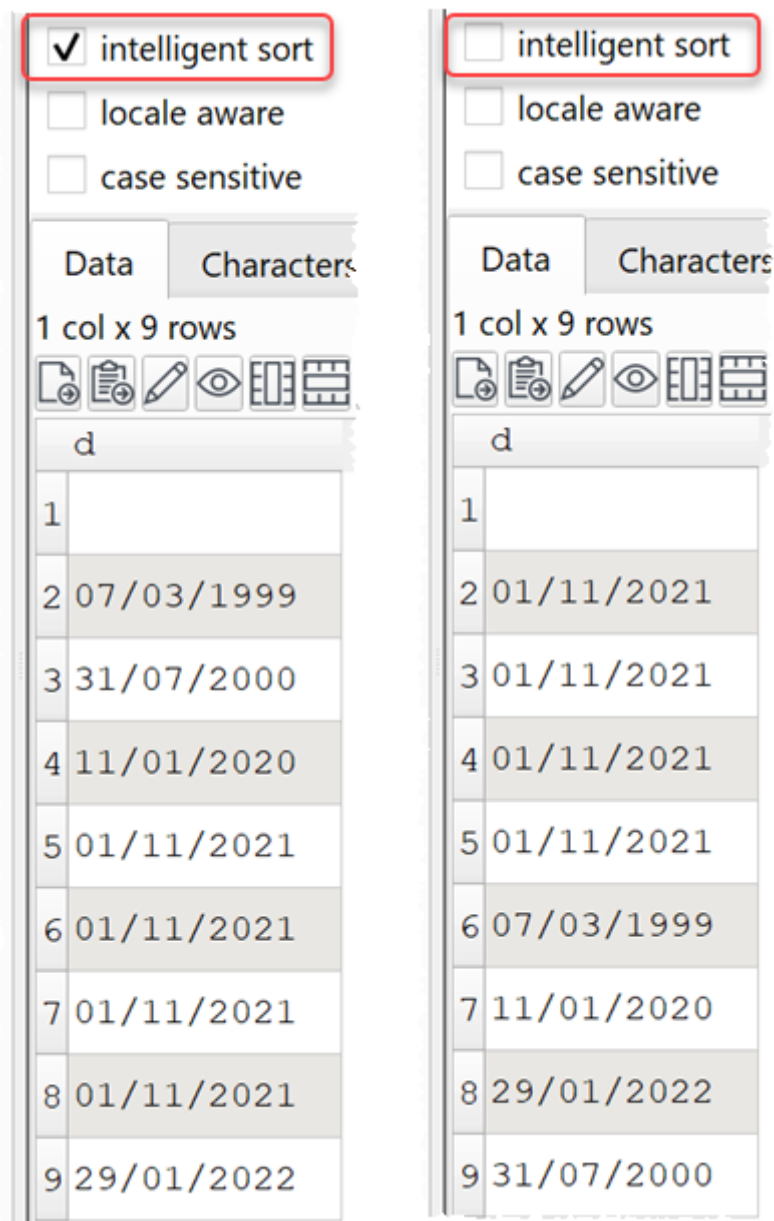 ✓ intelligent sort
locale aware
case sensitive
Data Characters
1 col x 9 rows
d
1
2 07/03/1999
3 31/07/2000
4 11/01/2020
5 01/11/2021
6 01/11/2021
7 01/11/2021
8 01/11/2021
9 29/01/2022
intelligent sort
locale aware
case sensitive
Data Characters
1 col x 9 rows
d
1
2 01/11/2021
3 01/11/2021
4 01/11/2021
5 01/11/2021
6 07/03/1999
7 11/01/2020
8 29/01/2022
9 31/07/2000